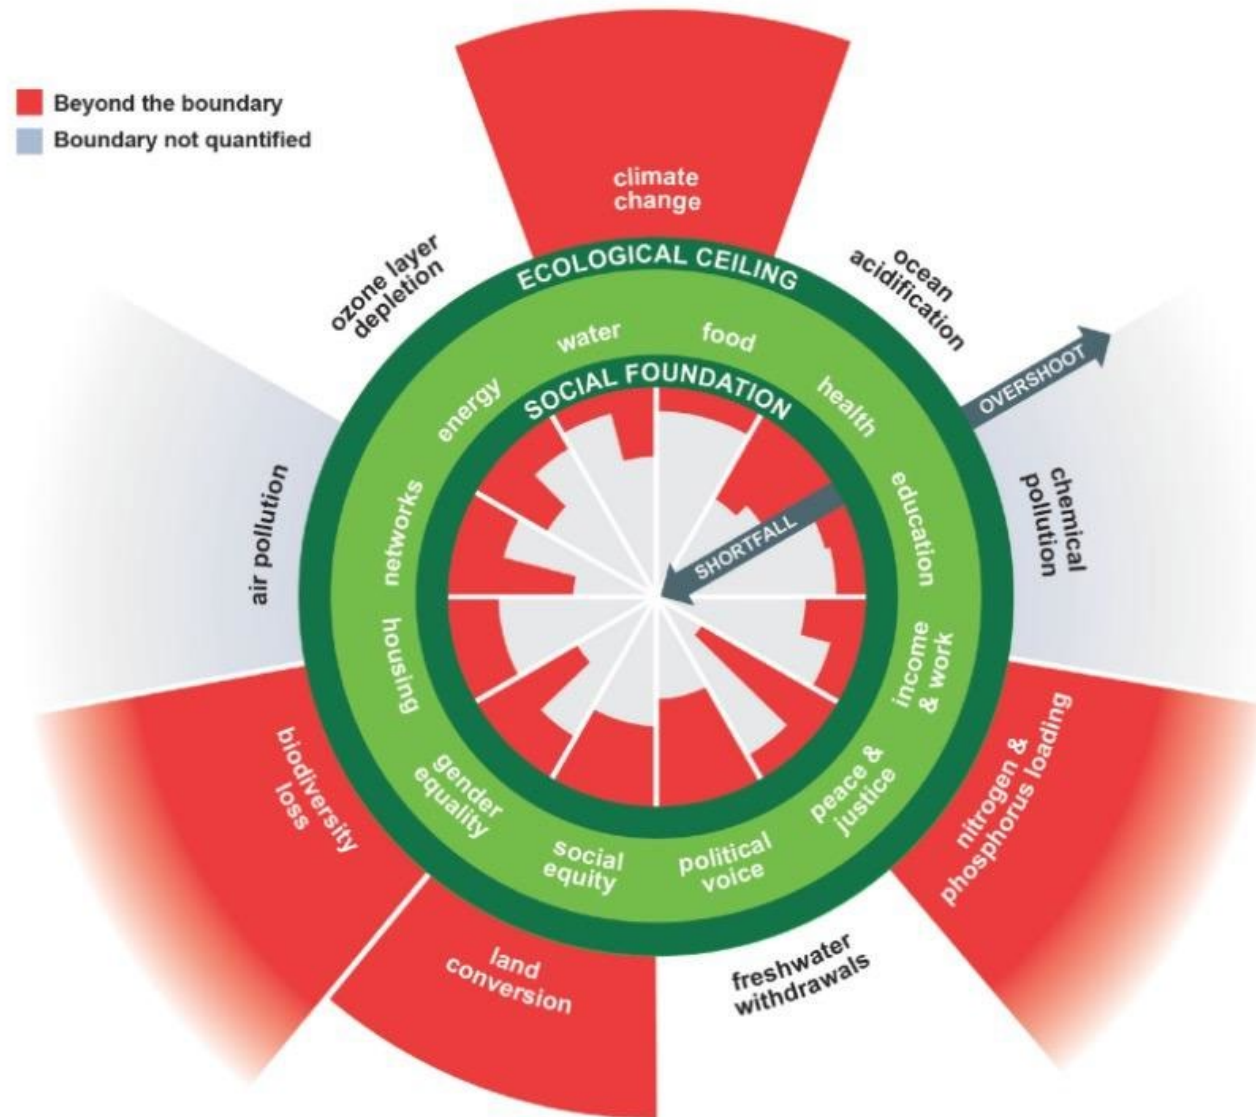 Beyond the boundary
Boundary not quantified
climate
change
ozone layer
depletion
ocean
acidification
ECOLOGICAL CEILING
water
food
energy
health
SOCIAL FOUNDATION
OVERSHOOT
SHORTFALL
networks
education
air pollution
chemical
pollution
housing
income
& work
biodiversity
loss
gender
equality
peace &
justice
nitrogen &
phosphorus loading
social
equity
political
voice
land
conversion
freshwater
withdrawals